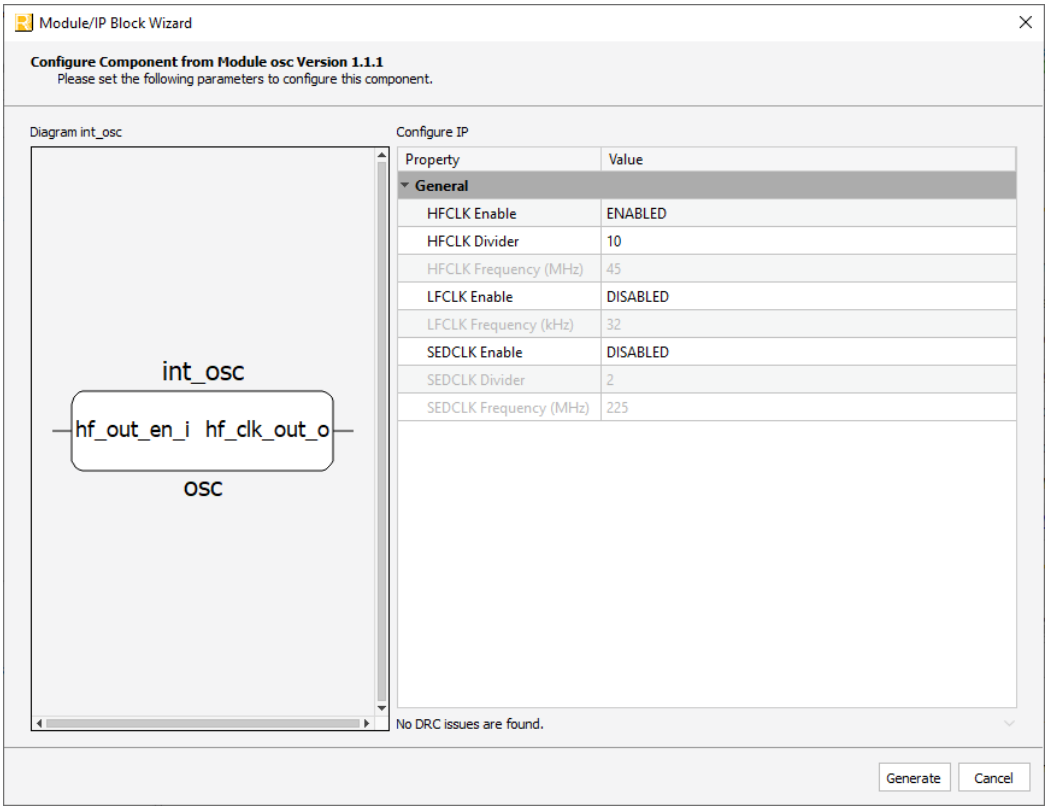 Module/IP Block Wizard
Configure Component from Module osc Version 1.1.1
Please set the following parameters to configure this component.
Diagram int_osc
int_osc
hf_out_en_i hf_clk_out_o
osc
Configure IP
Property Value
General
HFCLK Enable ENABLED
HFCLK Divider 10
HFCLK Frequency (MHz) 45
LFCLK Enable DISABLED
LFCLK Frequency (kHz) 32
SEDCLK Enable DISABLED
SEDCLK Divider 2
SEDCLK Frequency (MHz) 225
No DRC issues are found.
Generate Cancel